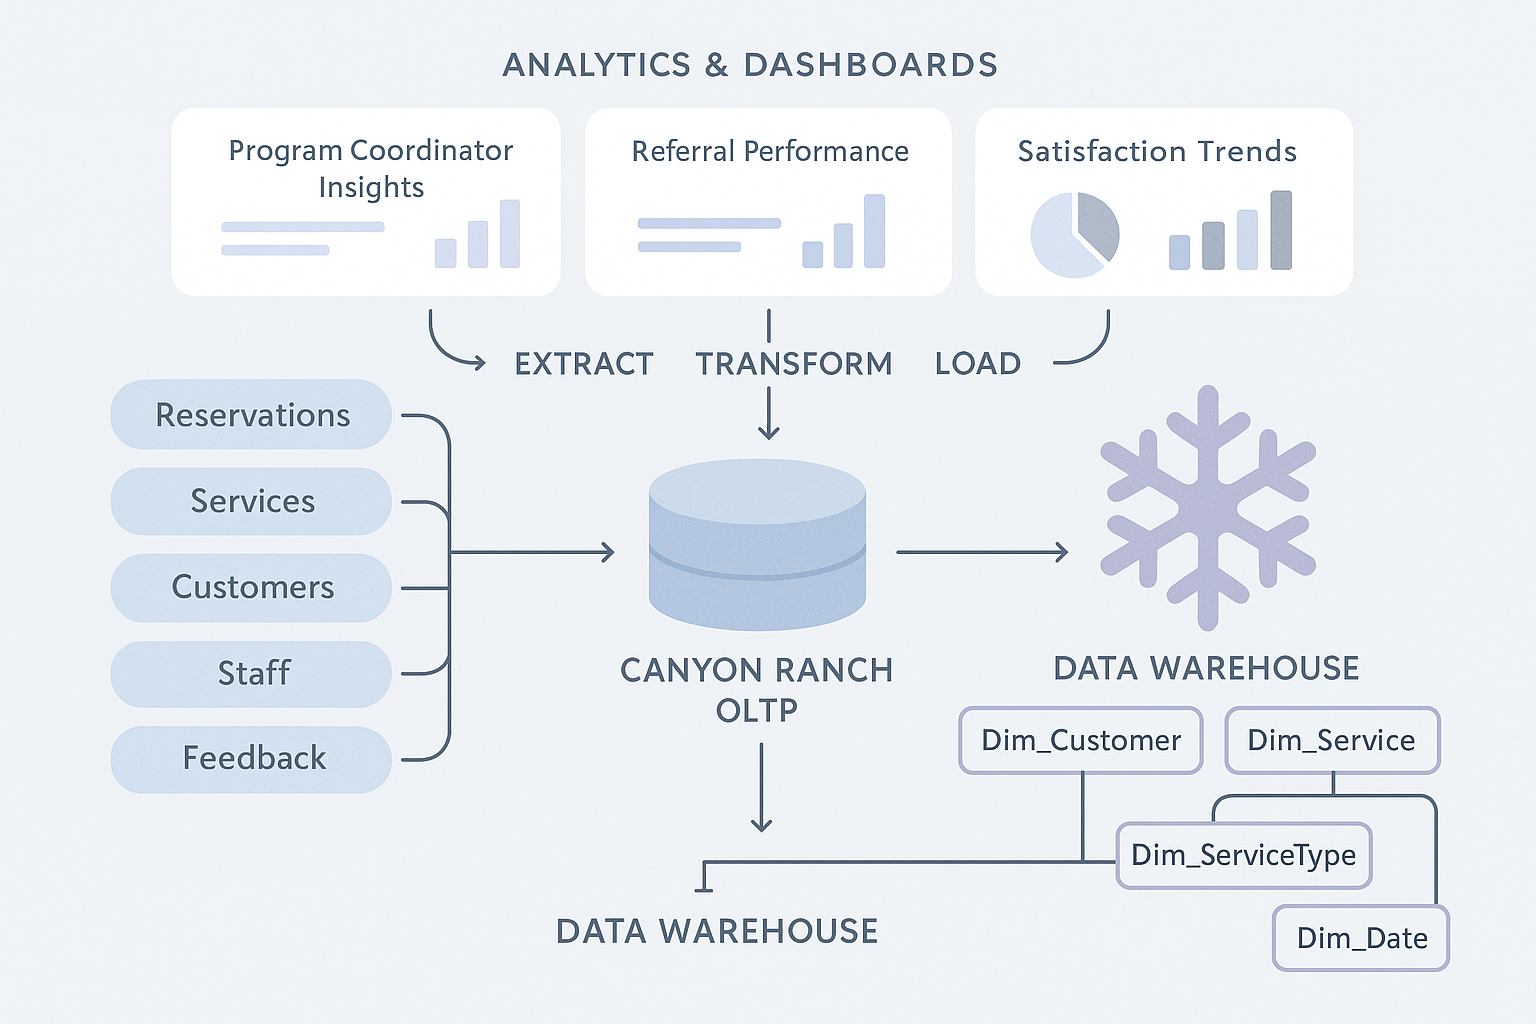 ANALYTICS & DASHBOARDS
Program Coordinator
Insights
Referral Performance
Satisfaction Trends
EXTRACT TRANSFORM LOAD
Reservations
Services
Customers
Staff
Feedback
CANYON RANCH
OLTP
DATA WAREHOUSE
Dim_Customer
Dim_Service
Dim_ServiceType
Dim_Date
DATA WAREHOUSE